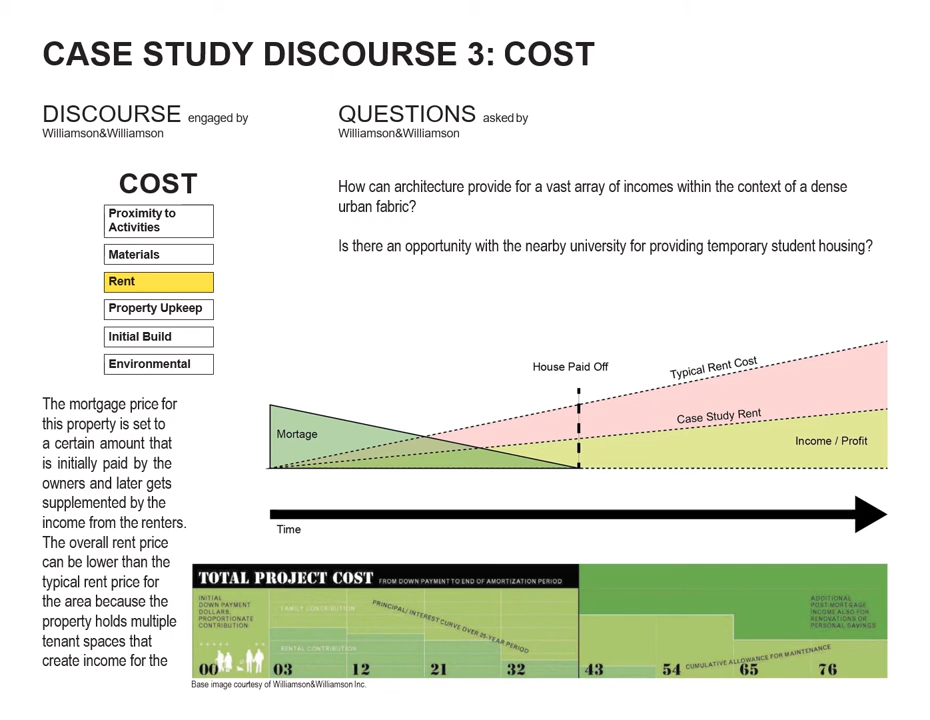 CASE STUDY DISCOURSE 3: COST
DISCOURSE engaged by
Williamson&Williamson
QUESTIONS asked by
Williamson&Williamson
COST
Proximity to
Activities
Materials
Rent
Property Upkeep
Initial Build
Environmental
The mortgage price for
this property is set to
a certain amount that
is initially paid by the
owners and later gets
supplemented by the
income from the renters.
The overall rent price
can be lower than the
typical rent price for
the area because the
property holds multiple
tenant spaces that
create income for the
How can architecture provide for a vast array of incomes within the context of a dense
urban fabric?
Is there an opportunity with the nearby university for providing temporary student housing?
House Paid Off
Typical Rent Cost
Case Study Rent
Mortage
Income / Profit
Time
TOTAL PROJECT COST FROM DOWN PAYMENT TO END OF AMORTIZATION PERIOD
INITIAL
DOWN PAYMENT
DOLLARS,
PROPORTIONATE
CONTRIBUTION:
FAMILY CONTRIBUTION
PRINCIPAL/ INTEREST CURVE OVER 25-YEAR PERIOD
RENTAL CONTRIBUTION
ADDITIONAL
POST-MORTGAGE
INCOME ALSO FOR
RENOVATIONS OR
PERSONAL SAVINGS
CUMULATIVE ALLOWANCE FOR MAINTENANCE
00 03 12 21 32 43 54 65 76
Base image courtesy of Williamson&Williamson Inc.